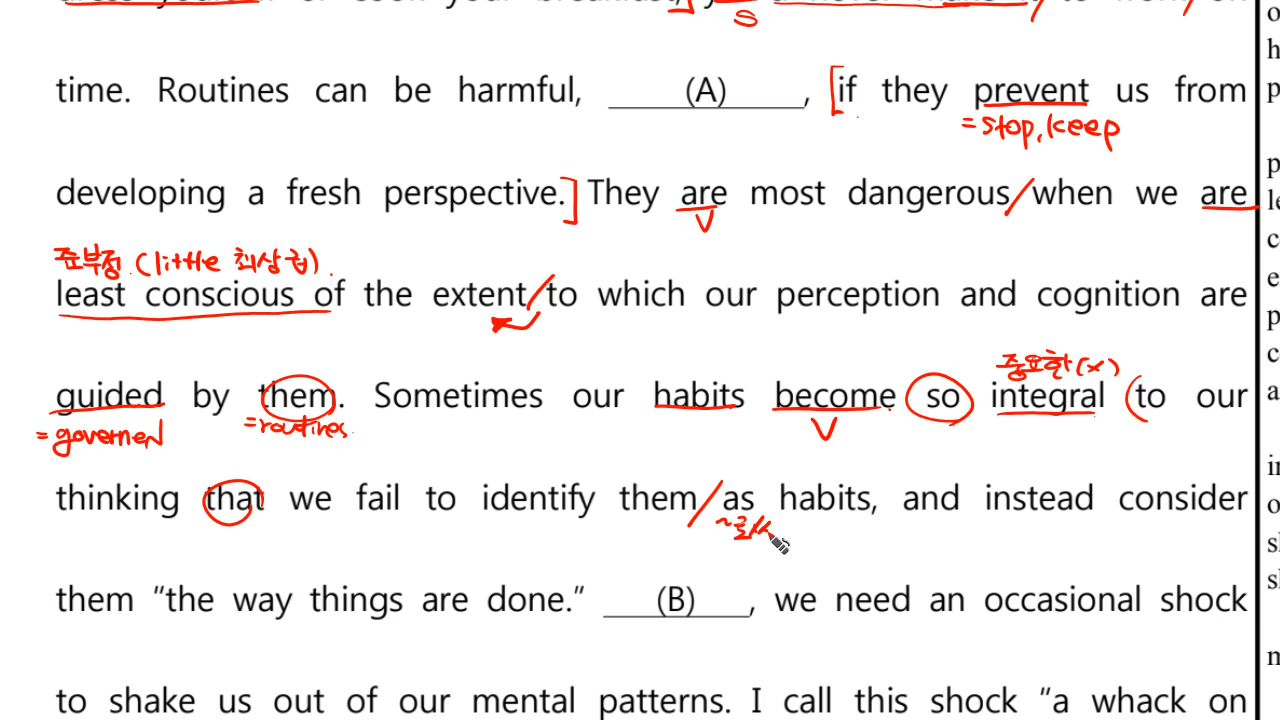 time. Routines can be harmful, (A) , [if they prevent us from
= stop, keep
developing a fresh perspective.] They are most dangerous/when we are
V
준부정 (little 최상급)
least conscious of the extent/to which our perception and cognition are
중요한(x)
guided by them. Sometimes our habits become so integral (to our
= governed = routines V
thinking that we fail to identify them/as habits, and instead consider
them “the way things are done.” (B) , we need an occasional shock
to shake us out of our mental patterns. I call this shock “a whack on